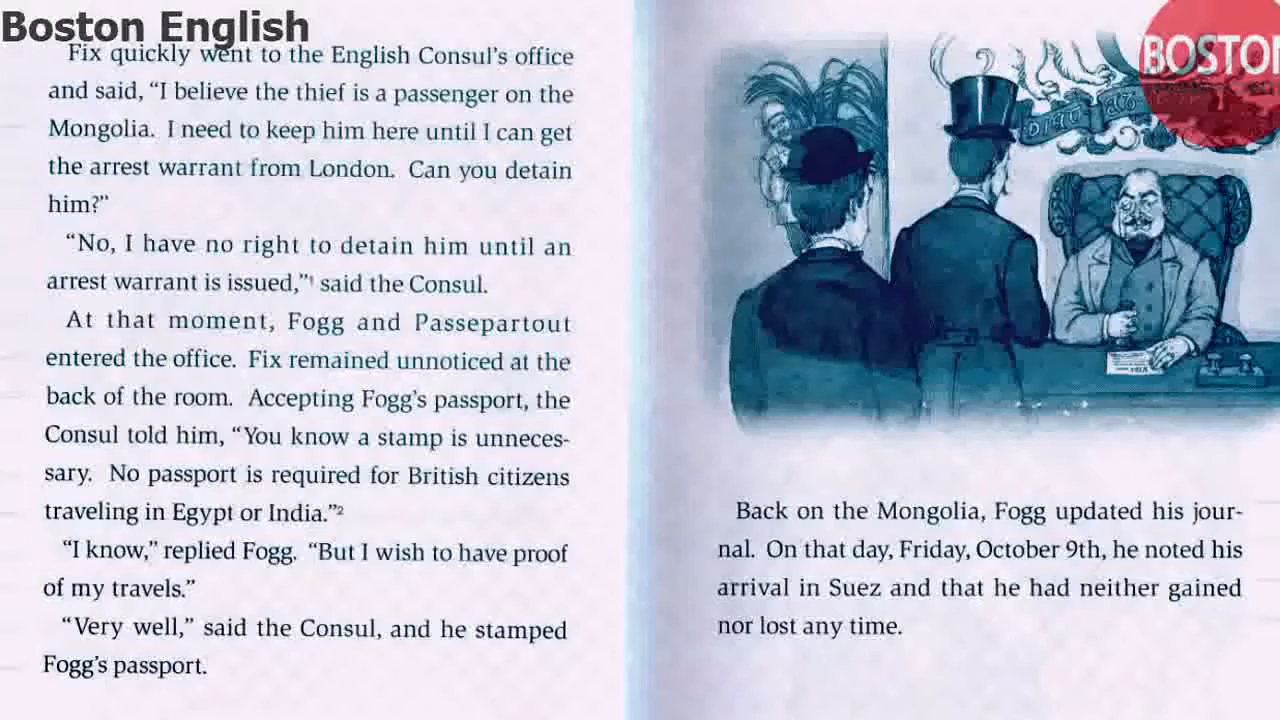 Boston English
Fix quickly went to the English Consul's office
and said, “I believe the thief is a passenger on the
Mongolia. I need to keep him here until I can get
the arrest warrant from London. Can you detain
him?”
“No, I have no right to detain him until an
arrest warrant is issued,”¹ said the Consul.
At that moment, Fogg and Passepartout
entered the office. Fix remained unnoticed at the
back of the room. Accepting Fogg's passport, the
Consul told him, “You know a stamp is unneces-
sary. No passport is required for British citizens
traveling in Egypt or India.”²
“I know,” replied Fogg. “But I wish to have proof
of my travels.”
“Very well,” said the Consul, and he stamped
Fogg's passport.
BOSTON
Back on the Mongolia, Fogg updated his jour-
nal. On that day, Friday, October 9th, he noted his
arrival in Suez and that he had neither gained
nor lost any time.